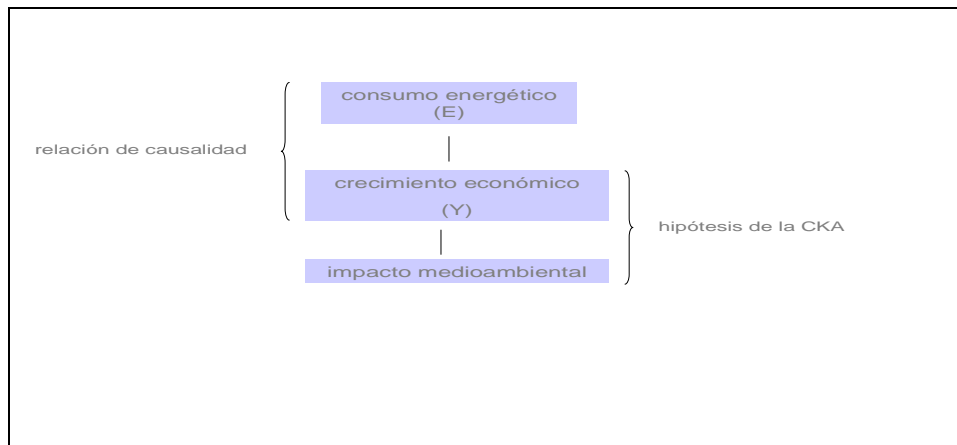 consumo energético
(E)
relación de causalidad
crecimiento económico
(Y)
hipótesis de la CKA
impacto medioambiental